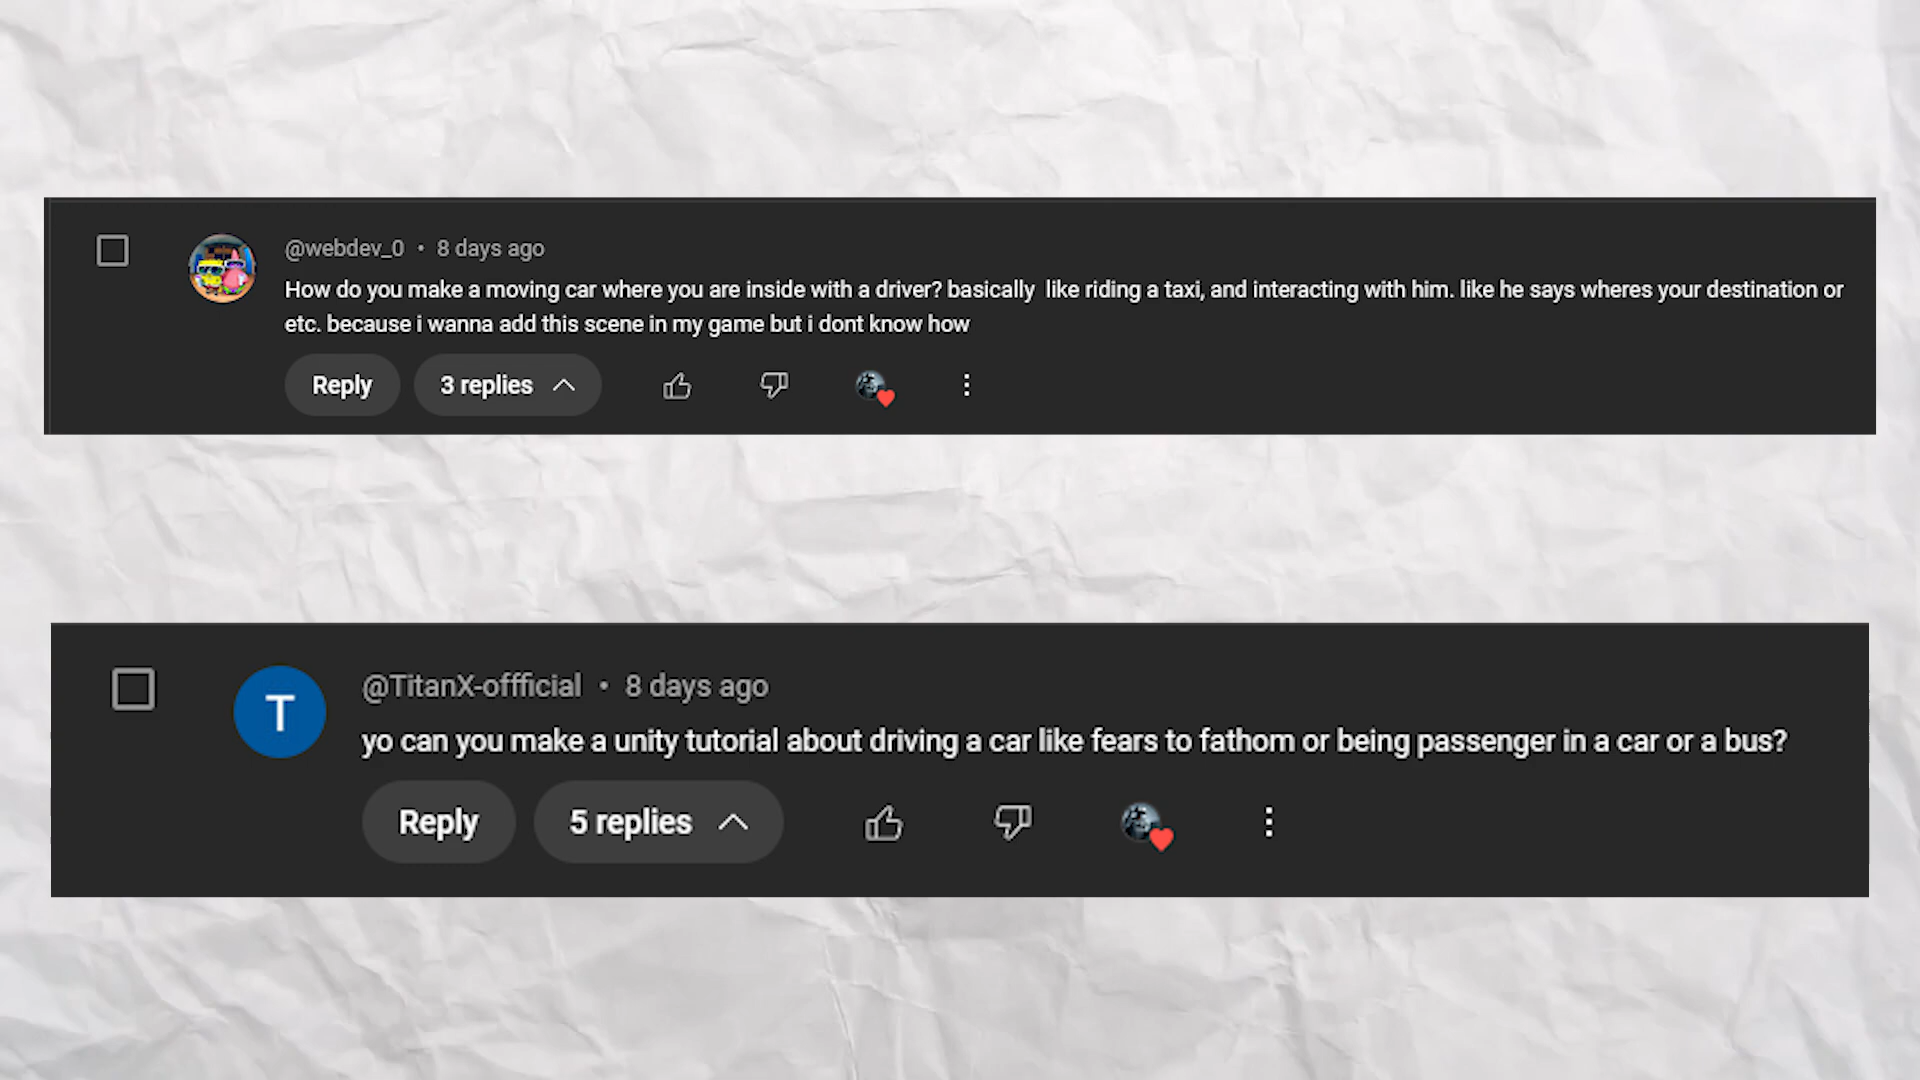 @webdev_0 • 8 days ago
How do you make a moving car where you are inside with a driver? basically  like riding a taxi, and interacting with him. like he says wheres your destination or
etc. because i wanna add this scene in my game but i dont know how
Reply 3 replies
T
@TitanX-offficial • 8 days ago
yo can you make a unity tutorial about driving a car like fears to fathom or being passenger in a car or a bus?
Reply 5 replies